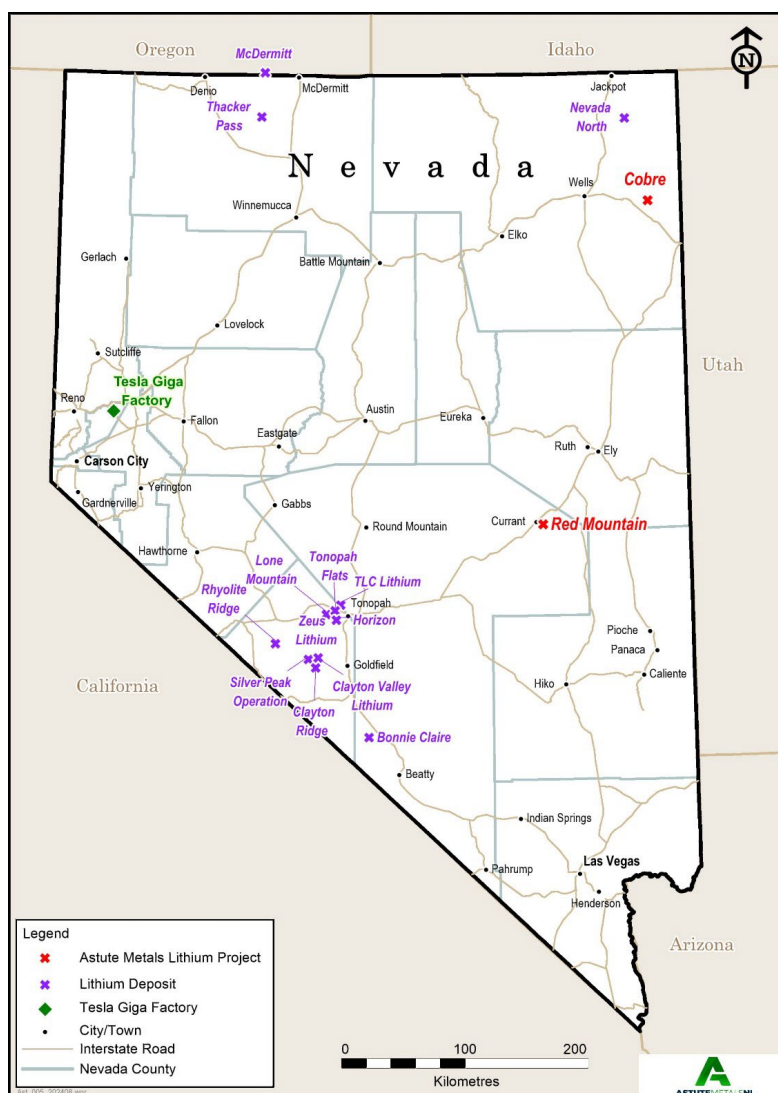 Oregon
McDermitt
Idaho
N
Denio
McDermitt
Jackpot
Thacker
Pass
Nevada
North
Nevada
Wells
Cobre
Winnemucca
Elko
Gerlach
Battle Mountain
Lovelock
Sutcliffe
Utah
Tesla Giga
Factory
Reno
Fallon
Austin
Eureka
Eastgate
Ruth
Ely
Carson City
Yerington
Gardnerville
Gabbs
Round Mountain
Currant
Red Mountain
Hawthorne
Lone
Mountain
Tonopah
Flats
TLC Lithium
Rhyolite
Ridge
Tonopah
Zeus
Lithium
Horizon
Pioche
Panaca
Goldfield
Caliente
California
Silver Peak
Operation
Clayton Valley
Lithium
Hiko
Clayton
Ridge
Bonnie Claire
Beatty
Indian Springs
Pahrump
Las Vegas
Henderson
Arizona
Legend
Astute Metals Lithium Project
Lithium Deposit
Tesla Giga Factory
City/Town
Interstate Road
Nevada County
0 100 200
Kilometres
ASTUTEMETALSNL